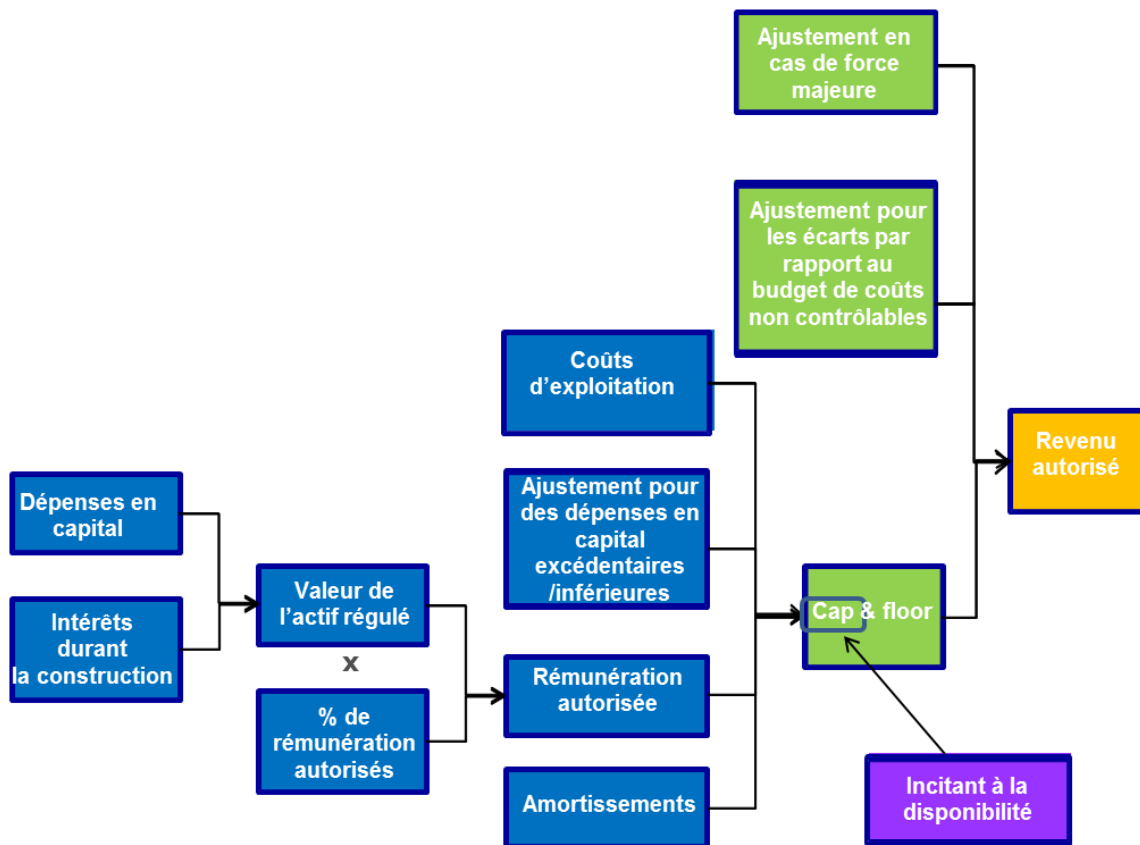 Ajustement en
cas de force
majeure
Ajustement pour
les écarts par
rapport au
budget de coûts
non contrôlables
Coûts
d’exploitation
Revenu
autorisé
Dépenses en
capital
Ajustement pour
des dépenses en
capital
excédentaires
/inférieures
Valeur de
l’actif régulé
Intérêts
durant
la construction
Cap & floor
x
Rémunération
autorisée
% de
rémunération
autorisés
Amortissements
Incitant à la
disponibilité